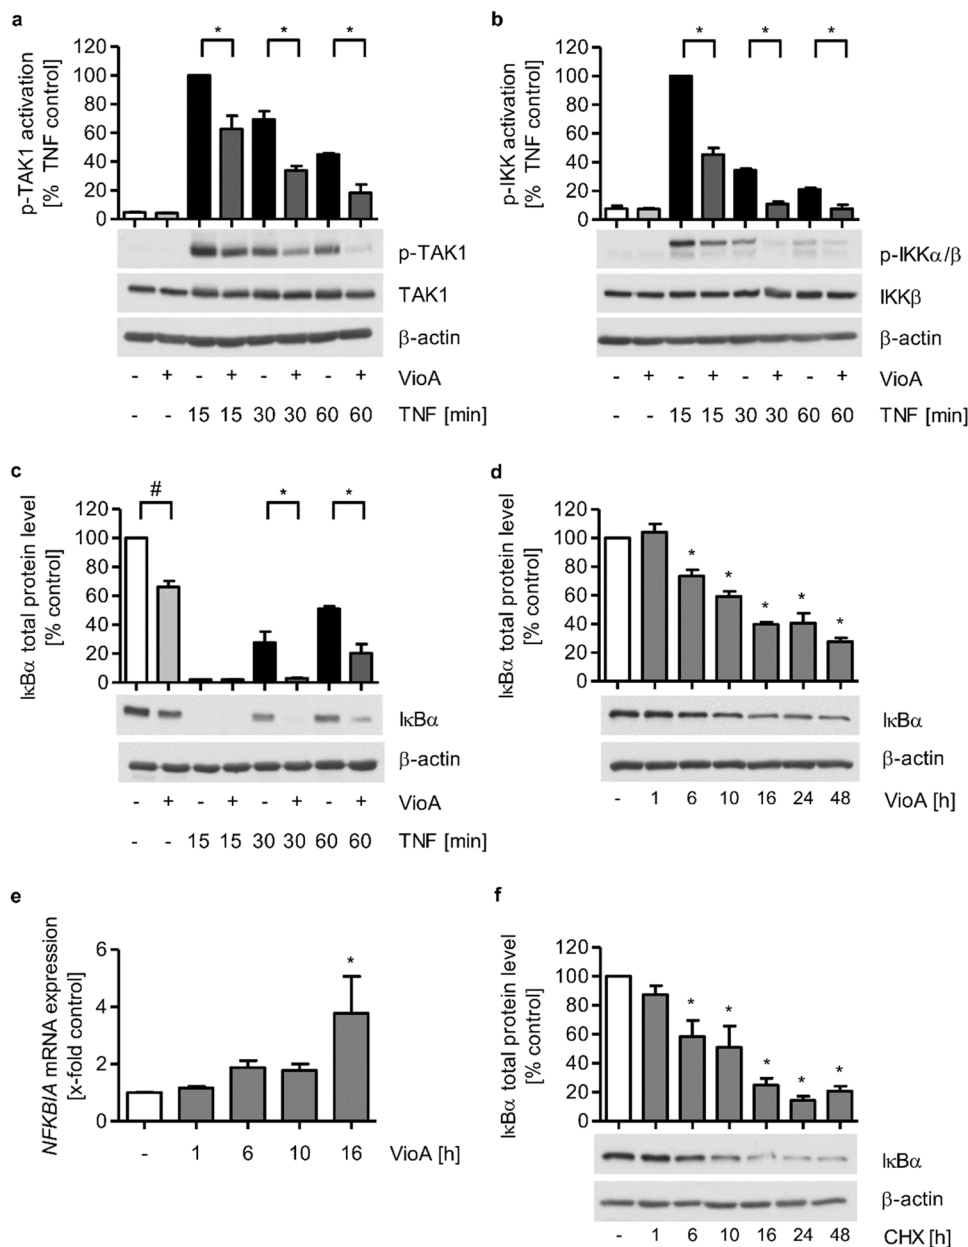 a
p-TAK1 activation
[% TNF control]
120
100
80
60
40
20
0
* * *
p-TAK1
TAK1
β-actin
- + - + - + - + VioA
- - 15 15 30 30 60 60 TNF [min]
b
p-IKK activation
[% TNF control]
120
100
80
60
40
20
0
* * *
p-IKKα/β
IKKβ
β-actin
- + - + - + - + VioA
- - 15 15 30 30 60 60 TNF [min]
c
IκBα total protein level
[% control]
120
100
80
60
40
20
0
# * *
IκBα
β-actin
- + - + - + - + VioA
- - 15 15 30 30 60 60 TNF [min]
d
IκBα total protein level
[% control]
120
100
80
60
40
20
0
* * * * *
IκBα
β-actin
- 1 6 10 16 24 48 VioA [h]
e
NFKBIA mRNA expression
[x-fold control]
6
4
2
0
*
- 1 6 10 16 VioA [h]
f
IκBα total protein level
[% control]
120
100
80
60
40
20
0
* * * * *
IκBα
β-actin
- 1 6 10 16 24 48 CHX [h]